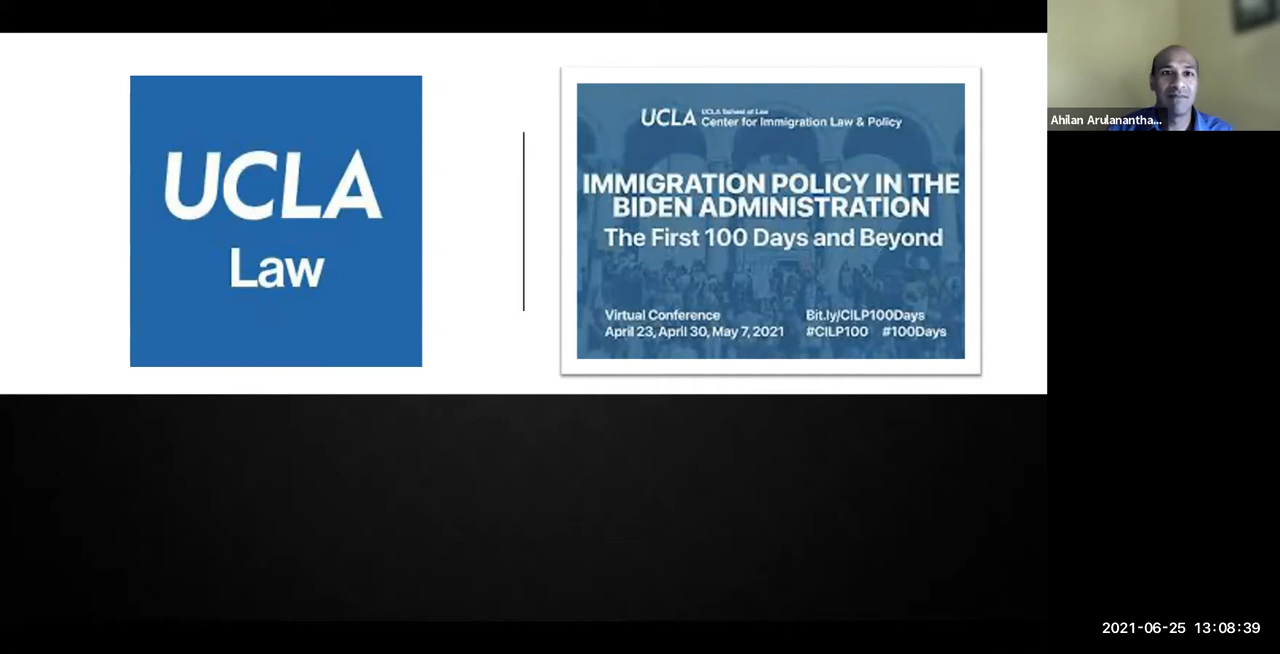 UCLA
Law
UCLA UCLA School of Law
Center for Immigration Law & Policy
IMMIGRATION POLICY IN THE
BIDEN ADMINISTRATION
The First 100 Days and Beyond
Virtual Conference
April 23, April 30, May 7, 2021
Bit.ly/CILP100Days
#CILP100 #100Days
Ahilan Arulanantha...
2021-06-25 13:08:39